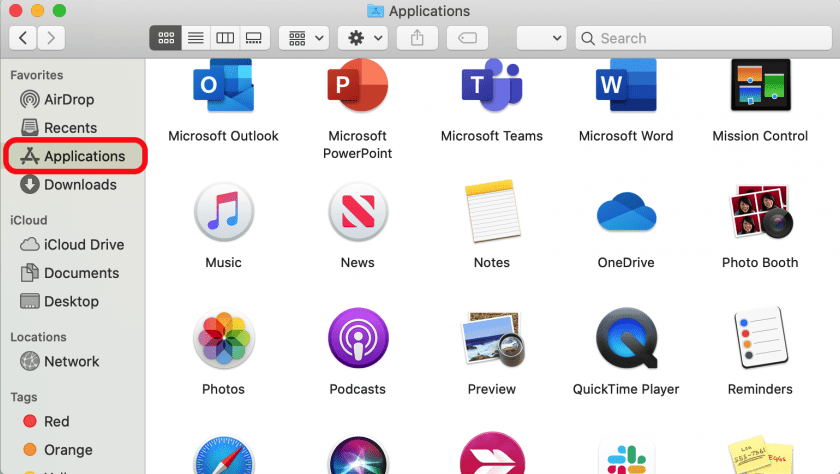 Applications
Search
Favorites
AirDrop
Recents
Applications
Downloads
iCloud
iCloud Drive
Documents
Desktop
Locations
Network
Tags
Red
Orange
O
P
T
W
Microsoft Outlook
Microsoft
PowerPoint
Microsoft Teams
Microsoft Word
Mission Control
Music
News
Notes
OneDrive
Photo Booth
Photos
Podcasts
Preview
QuickTime Player
Reminders
EGGS